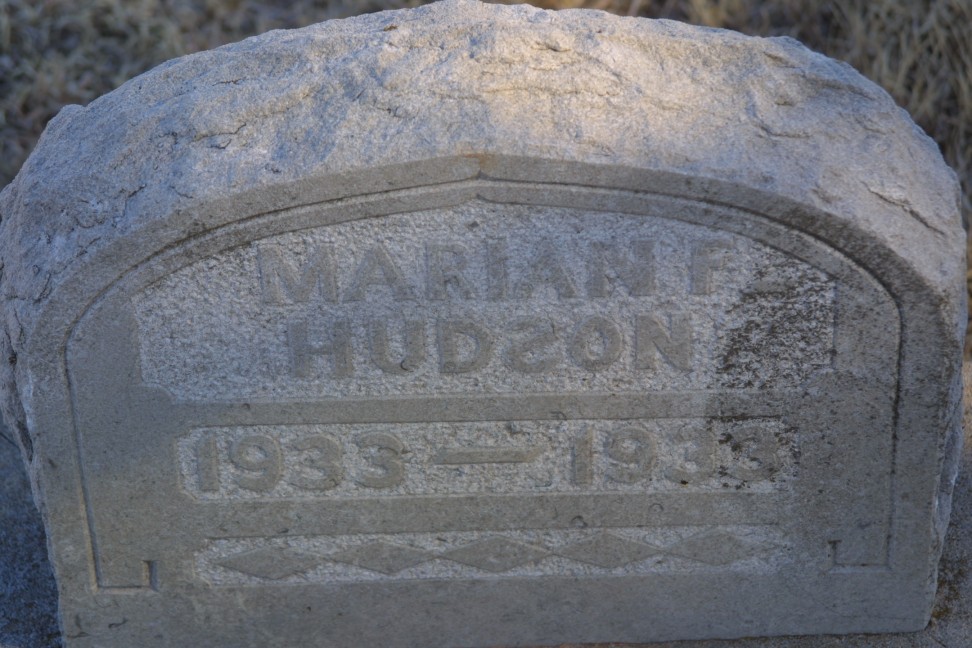 MARIAN F
HUDSON
1933 — 1933